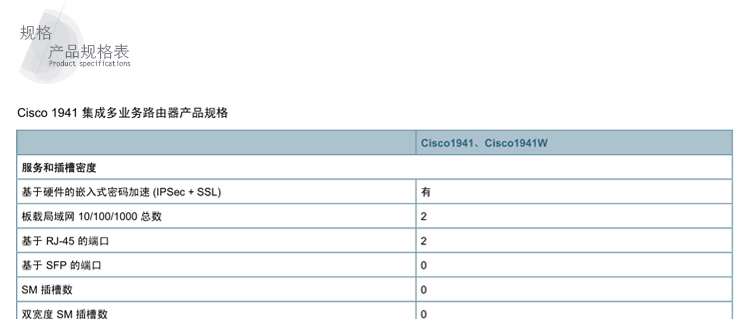 规格
产品规格表
Product specifications
Cisco 1941 集成多业务路由器产品规格
Cisco1941、Cisco1941W
服务和插槽密度
基于硬件的嵌入式密码加速 (IPSec + SSL) 有
板载局域网 10/100/1000 总数 2
基于 RJ-45 的端口 2
基于 SFP 的端口 0
SM 插槽数 0
双宽度 SM 插槽数 0